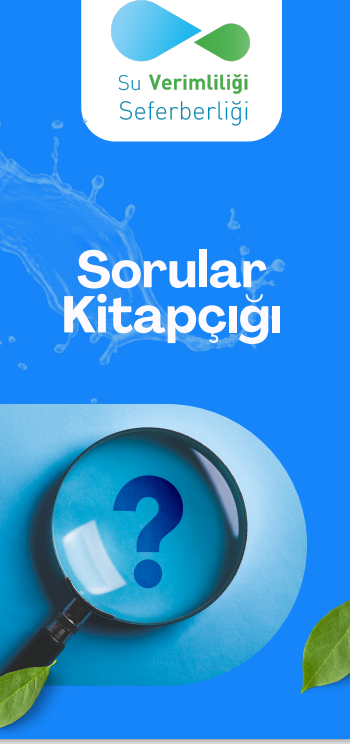 Su Verimliliği
Seferberliği
Sorular
Kitapçığı
?